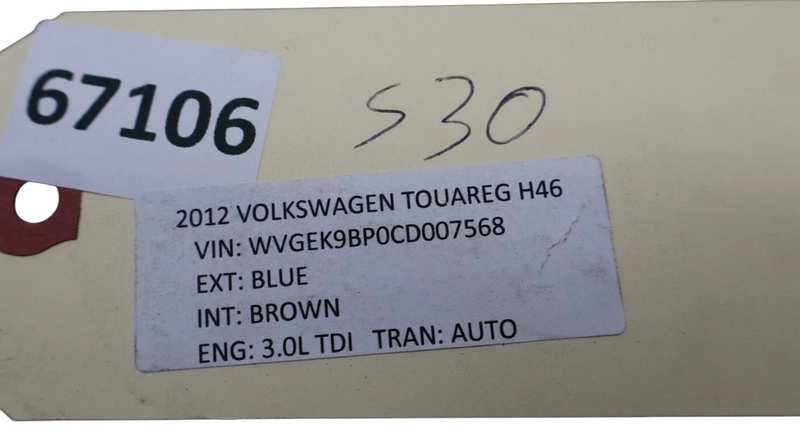 67106
S30
2012 VOLKSWAGEN TOUAREG H46
VIN: WVGEK9BP0CD007568
EXT: BLUE
INT: BROWN
ENG: 3.0L TDI TRAN: AUTO